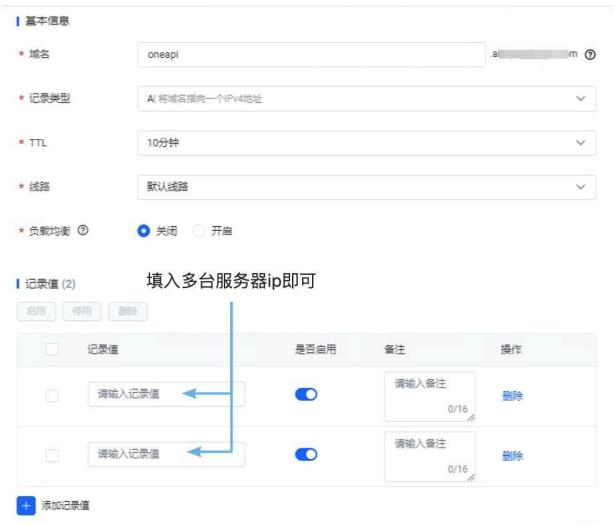 基本信息
* 域名 oneapi .ai m
* 记录类型 A| 将域名指向一个IPv4地址
* TTL 10分钟
* 线路 默认线路
* 负载均衡 关闭 开启
记录值 (2) 填入多台服务器ip即可
启用 停用 删除
记录值 是否启用 备注 操作
请输入记录值 请输入备注 删除
0/16
请输入记录值 请输入备注 删除
0/16
+ 添加记录值